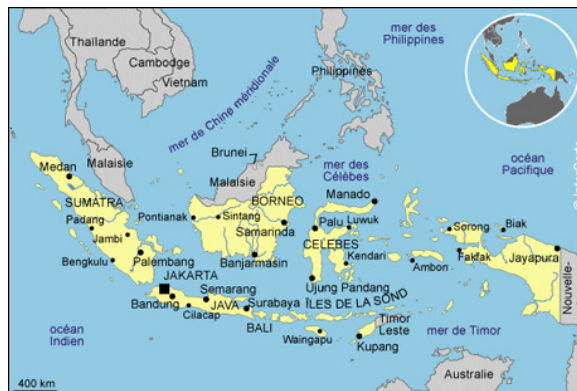 mer des
Philippines
Thaïlande
Cambodge
Vietnam
Philippines
mer de Chine méridionale
Brunei
Malaisie
Malaisie
mer des
Célèbes
océan
Pacifique
Medan
SUMATRA
BORNEO
Manado
Padang
Pontianak
Sintang
Samarinda
Palu
Luwuk
Sorong
Biak
Jambi
CELEBES
Bengkulu
Palembang
Banjarmasin
Kendari
Ambon
Fakfak
Jayapura
JAKARTA
Ujung Pandang
Nouvelle-
Semarang
ÎLES DE LA SOND
Bandung
JAVA
Surabaya
Cilacap
BALI
Timor
Leste
océan
Indien
Waingapu
Kupang
mer de Timor
Australie
400 km